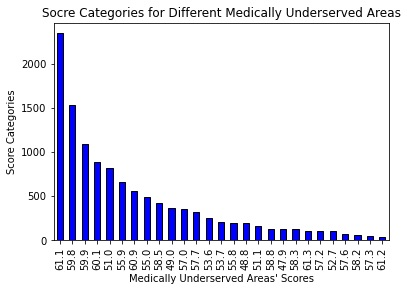 Socre Categories for Different Medically Underserved Areas
Score Categories
2000
1500
1000
500
0
61.1 59.8 59.9 60.1 51.0 55.9 60.9 55.0 58.5 49.0 57.0 57.7 53.6 53.7 55.8 48.8 51.1 58.8 47.9 58.3 61.3 57.2 52.7 57.6 58.2 57.3 61.2
Medically Underserved Areas' Scores